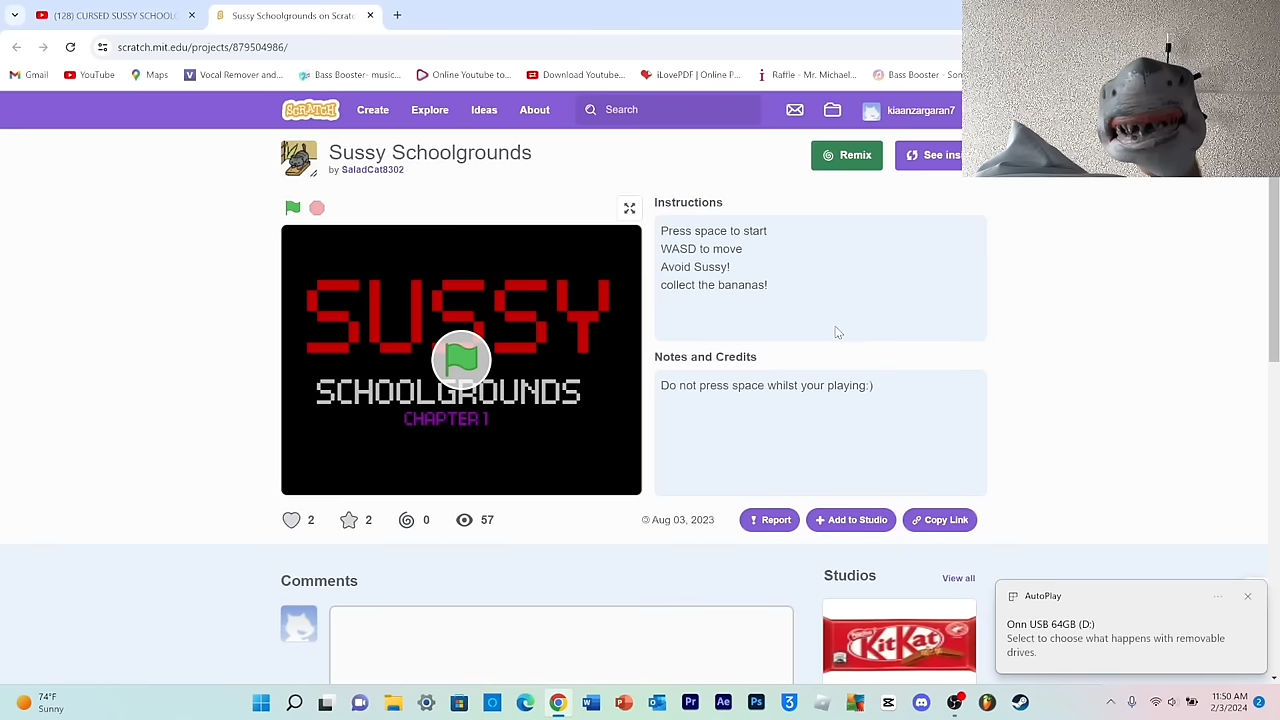 (128) CURSED SUSSY SCHOOLG
Sussy Schoolgrounds on Scratc
scratch.mit.edu/projects/879504986/
Gmail
YouTube
Maps
Vocal Remover and...
Bass Booster- music...
Online Youtube to...
Download Youtube...
iLovePDF | Online P...
Raffle - Mr. Michael...
Bass Booster - Son
SCRATCH
Create
Explore
Ideas
About
Search
kiaanzargaran7
Sussy Schoolgrounds
by SaladCat8302
Remix
See ins
Instructions
Press space to start
WASD to move
Avoid Sussy!
collect the bananas!
SUSSY
SCHOOLGROUNDS
CHAPTER 1
Notes and Credits
Do not press space whilst your playing:)
2
2
0
57
© Aug 03, 2023
Report
Add to Studio
Copy Link
Comments
Studios
View all
Nestle
KitKat
AutoPlay
Onn USB 64GB (D:)
Select to choose what happens with removable
drives.
74°F
Sunny
11:50 AM
2/3/2024